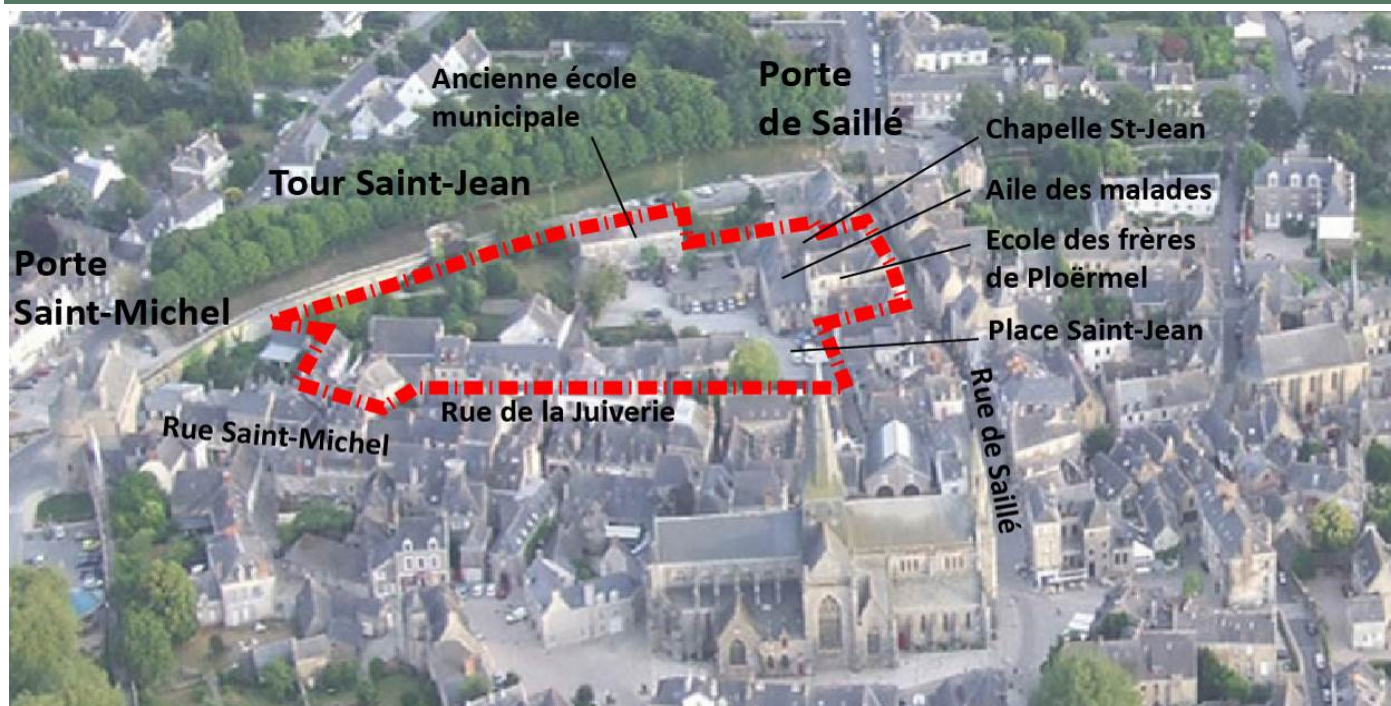 Ancienne école
municipale
Porte
de Saillé
Chapelle St-Jean
Tour Saint-Jean
Aile des malades
Ecole des frères
de Ploërmel
Porte
Saint-Michel
Place Saint-Jean
Rue de la Juiverie
Rue Saint-Michel
Rue de Saillé